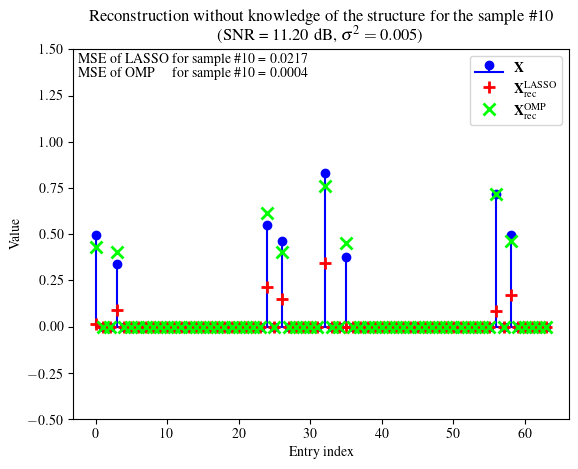 Reconstruction without knowledge of the structure for the sample #10
(SNR = 11.20 dB, σ² = 0.005)
MSE of LASSO for sample #10 = 0.0217
MSE of OMP for sample #10 = 0.0004
X
X_rec^LASSO
X_rec^OMP
1.50
1.25
1.00
0.75
0.50
0.25
0.00
−0.25
−0.50
Value
0 10 20 30 40 50 60
Entry index